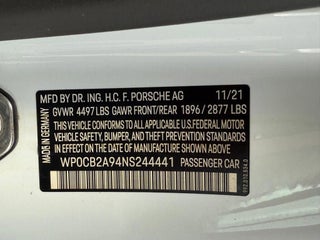 MFD BY DR. ING. H.C. F. PORSCHE AG 11/21
GVWR 4497LBS GAWR FRONT/REAR 1896 / 2877 LBS
THIS VEHICLE CONFORMS TO ALL APPLICABLE U.S.FEDERAL MOTOR
VEHICLE SAFETY, BUMPER, AND THEFT PREVENTION STANDARDS
IN EFFECT ON THE DATE OF MANUFACTURE SHOWN ABOVE.
MADE IN GERMANY
WP0CB2A94NS244441 PASSENGER CAR